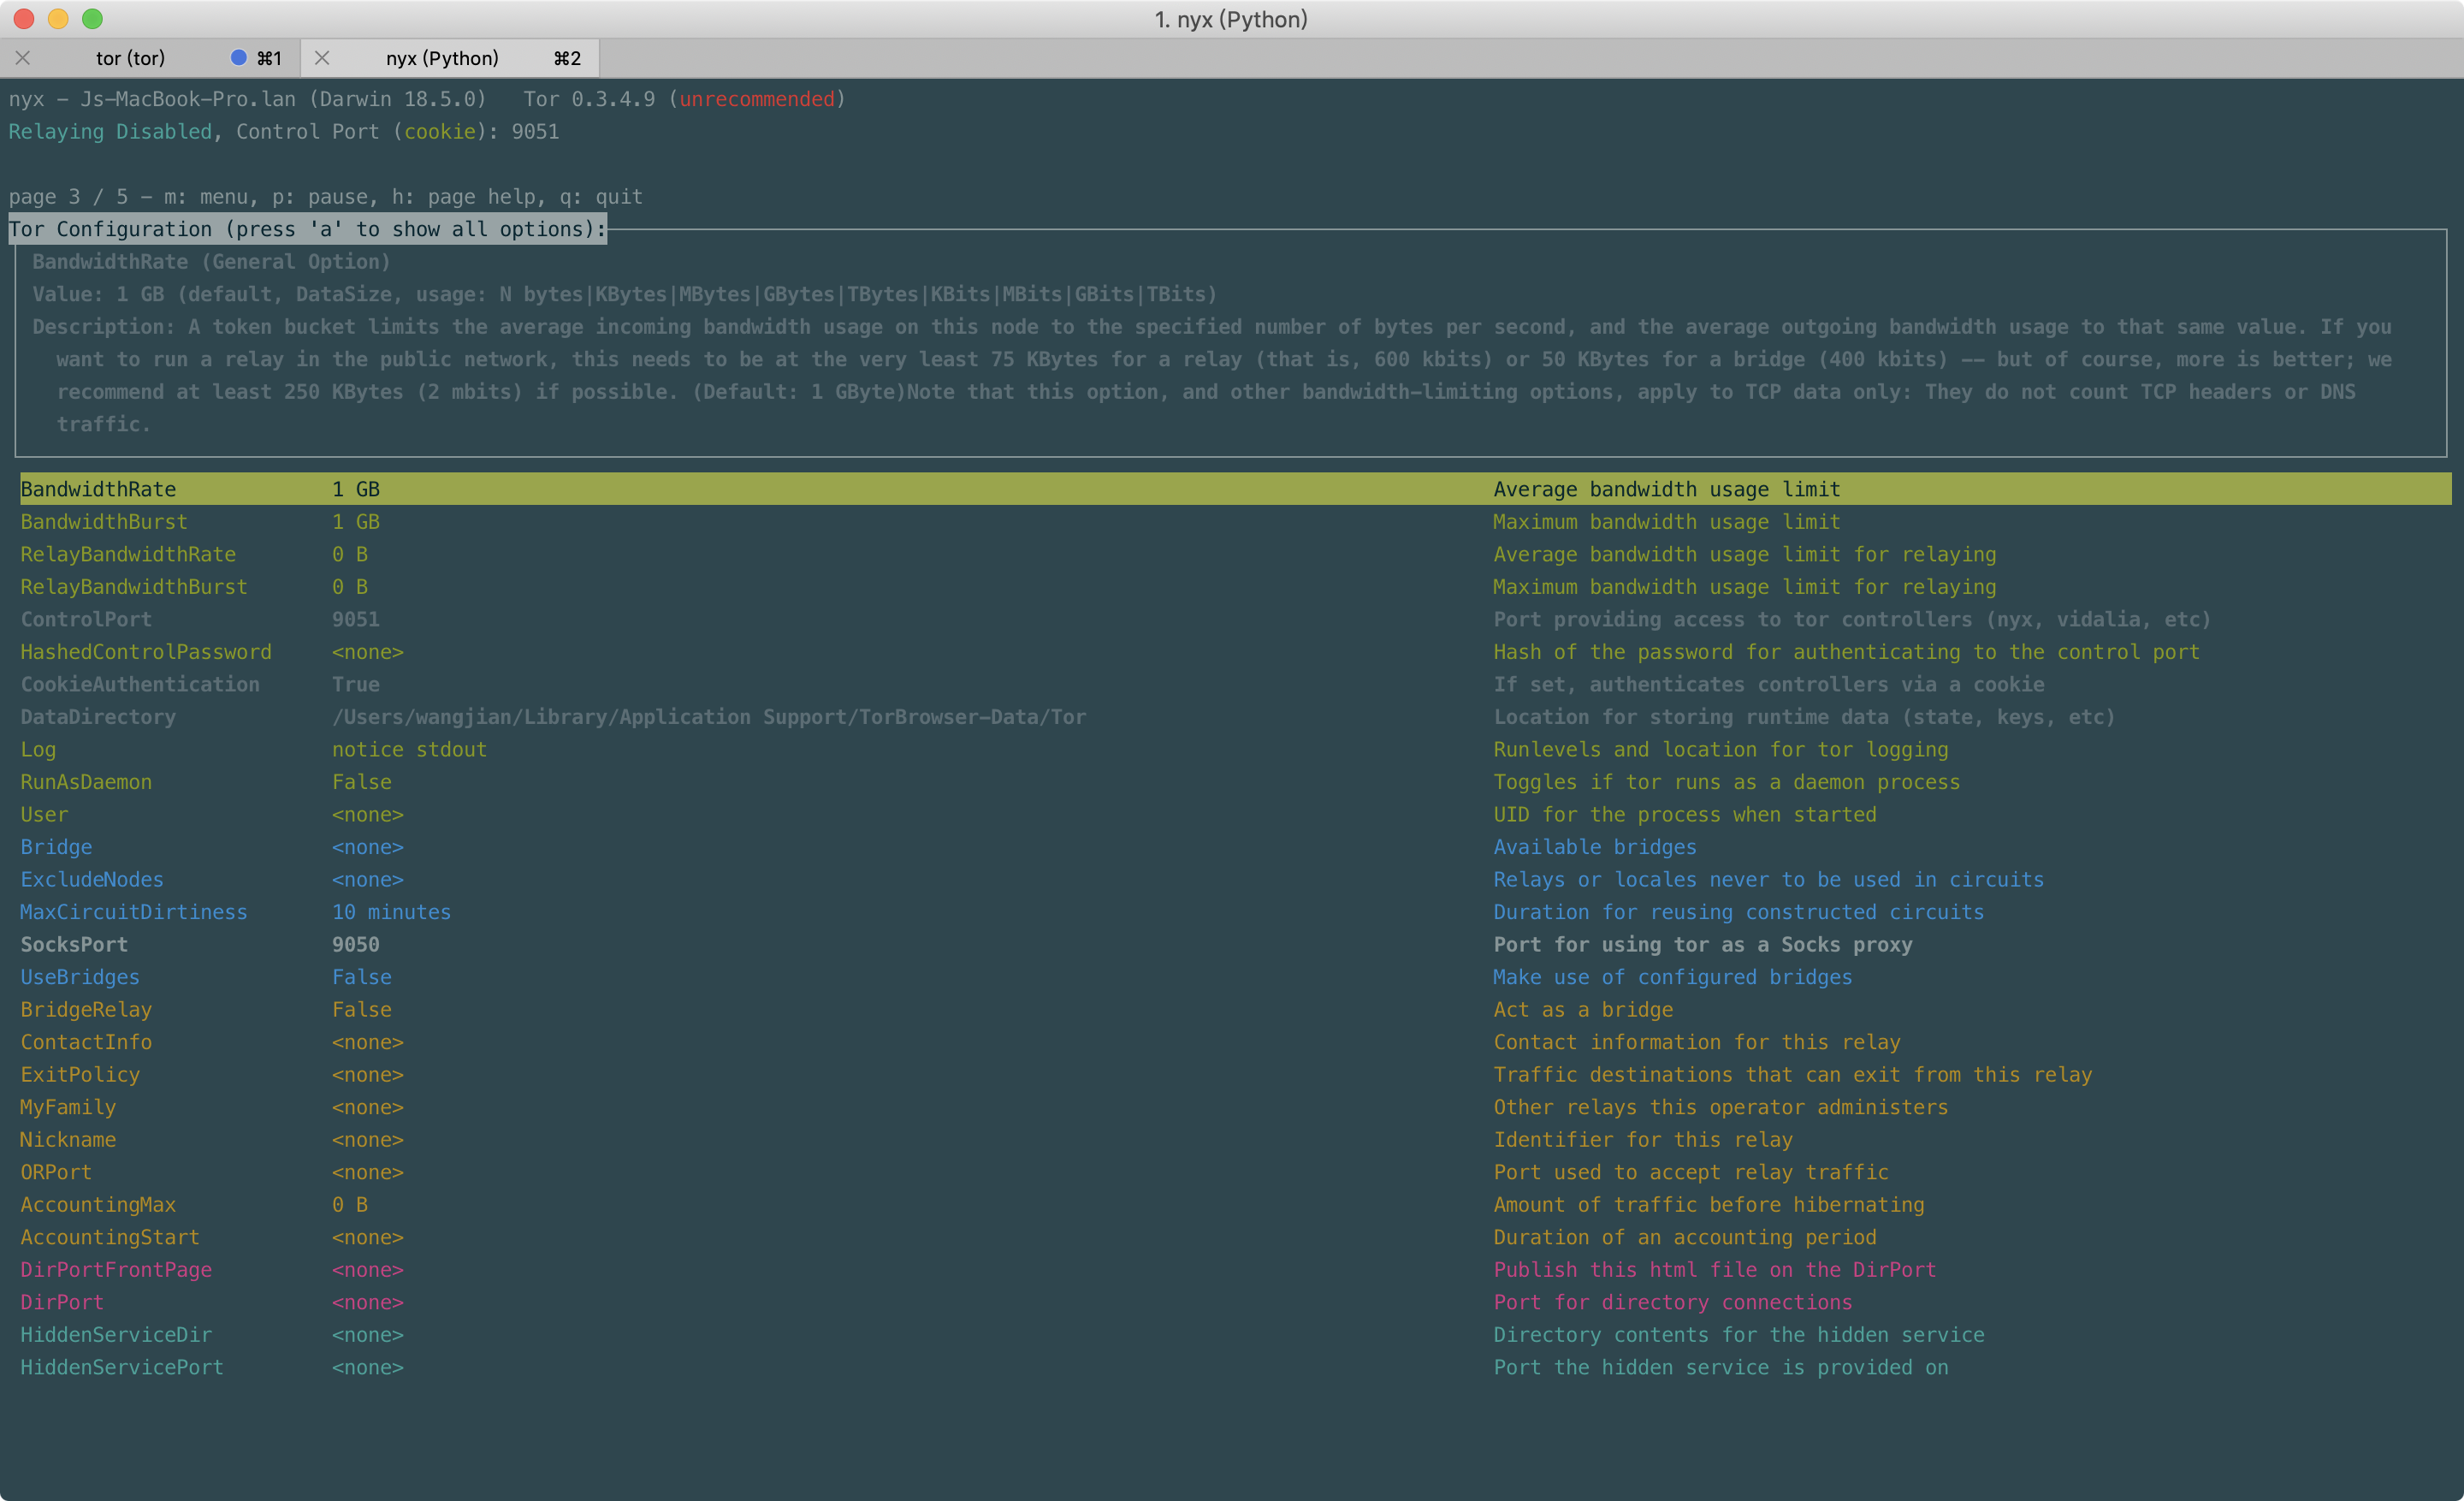 1. nyx (Python)
tor (tor) ⌘1 nyx (Python) ⌘2
nyx - Js-MacBook-Pro.lan (Darwin 18.5.0)   Tor 0.3.4.9 (unrecommended)
Relaying Disabled, Control Port (cookie): 9051
page 3 / 5 - m: menu, p: pause, h: page help, q: quit
Tor Configuration (press 'a' to show all options):
BandwidthRate (General Option)
Value: 1 GB (default, DataSize, usage: N bytes|KBytes|MBytes|GBytes|TBytes|KBits|MBits|GBits|TBits)
Description: A token bucket limits the average incoming bandwidth usage on this node to the specified number of bytes per second, and the average outgoing bandwidth usage to that same value. If you
want to run a relay in the public network, this needs to be at the very least 75 KBytes for a relay (that is, 600 kbits) or 50 KBytes for a bridge (400 kbits) -- but of course, more is better; we
recommend at least 250 KBytes (2 mbits) if possible. (Default: 1 GByte)Note that this option, and other bandwidth-limiting options, apply to TCP data only: They do not count TCP headers or DNS
traffic.
BandwidthRate 1 GB Average bandwidth usage limit
BandwidthBurst 1 GB Maximum bandwidth usage limit
RelayBandwidthRate 0 B Average bandwidth usage limit for relaying
RelayBandwidthBurst 0 B Maximum bandwidth usage limit for relaying
ControlPort 9051 Port providing access to tor controllers (nyx, vidalia, etc)
HashedControlPassword <none> Hash of the password for authenticating to the control port
CookieAuthentication True If set, authenticates controllers via a cookie
DataDirectory /Users/wangjian/Library/Application Support/TorBrowser-Data/Tor Location for storing runtime data (state, keys, etc)
Log notice stdout Runlevels and location for tor logging
RunAsDaemon False Toggles if tor runs as a daemon process
User <none> UID for the process when started
Bridge <none> Available bridges
ExcludeNodes <none> Relays or locales never to be used in circuits
MaxCircuitDirtiness 10 minutes Duration for reusing constructed circuits
SocksPort 9050 Port for using tor as a Socks proxy
UseBridges False Make use of configured bridges
BridgeRelay False Act as a bridge
ContactInfo <none> Contact information for this relay
ExitPolicy <none> Traffic destinations that can exit from this relay
MyFamily <none> Other relays this operator administers
Nickname <none> Identifier for this relay
ORPort <none> Port used to accept relay traffic
AccountingMax 0 B Amount of traffic before hibernating
AccountingStart <none> Duration of an accounting period
DirPortFrontPage <none> Publish this html file on the DirPort
DirPort <none> Port for directory connections
HiddenServiceDir <none> Directory contents for the hidden service
HiddenServicePort <none> Port the hidden service is provided on